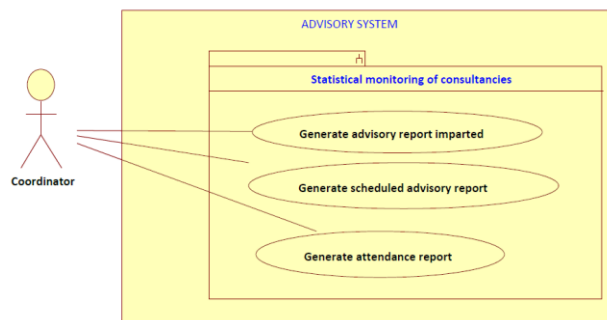 ADVISORY SYSTEM
Statistical monitoring of consultancies
Generate advisory report imparted
Generate scheduled advisory report
Coordinator
Generate attendance report